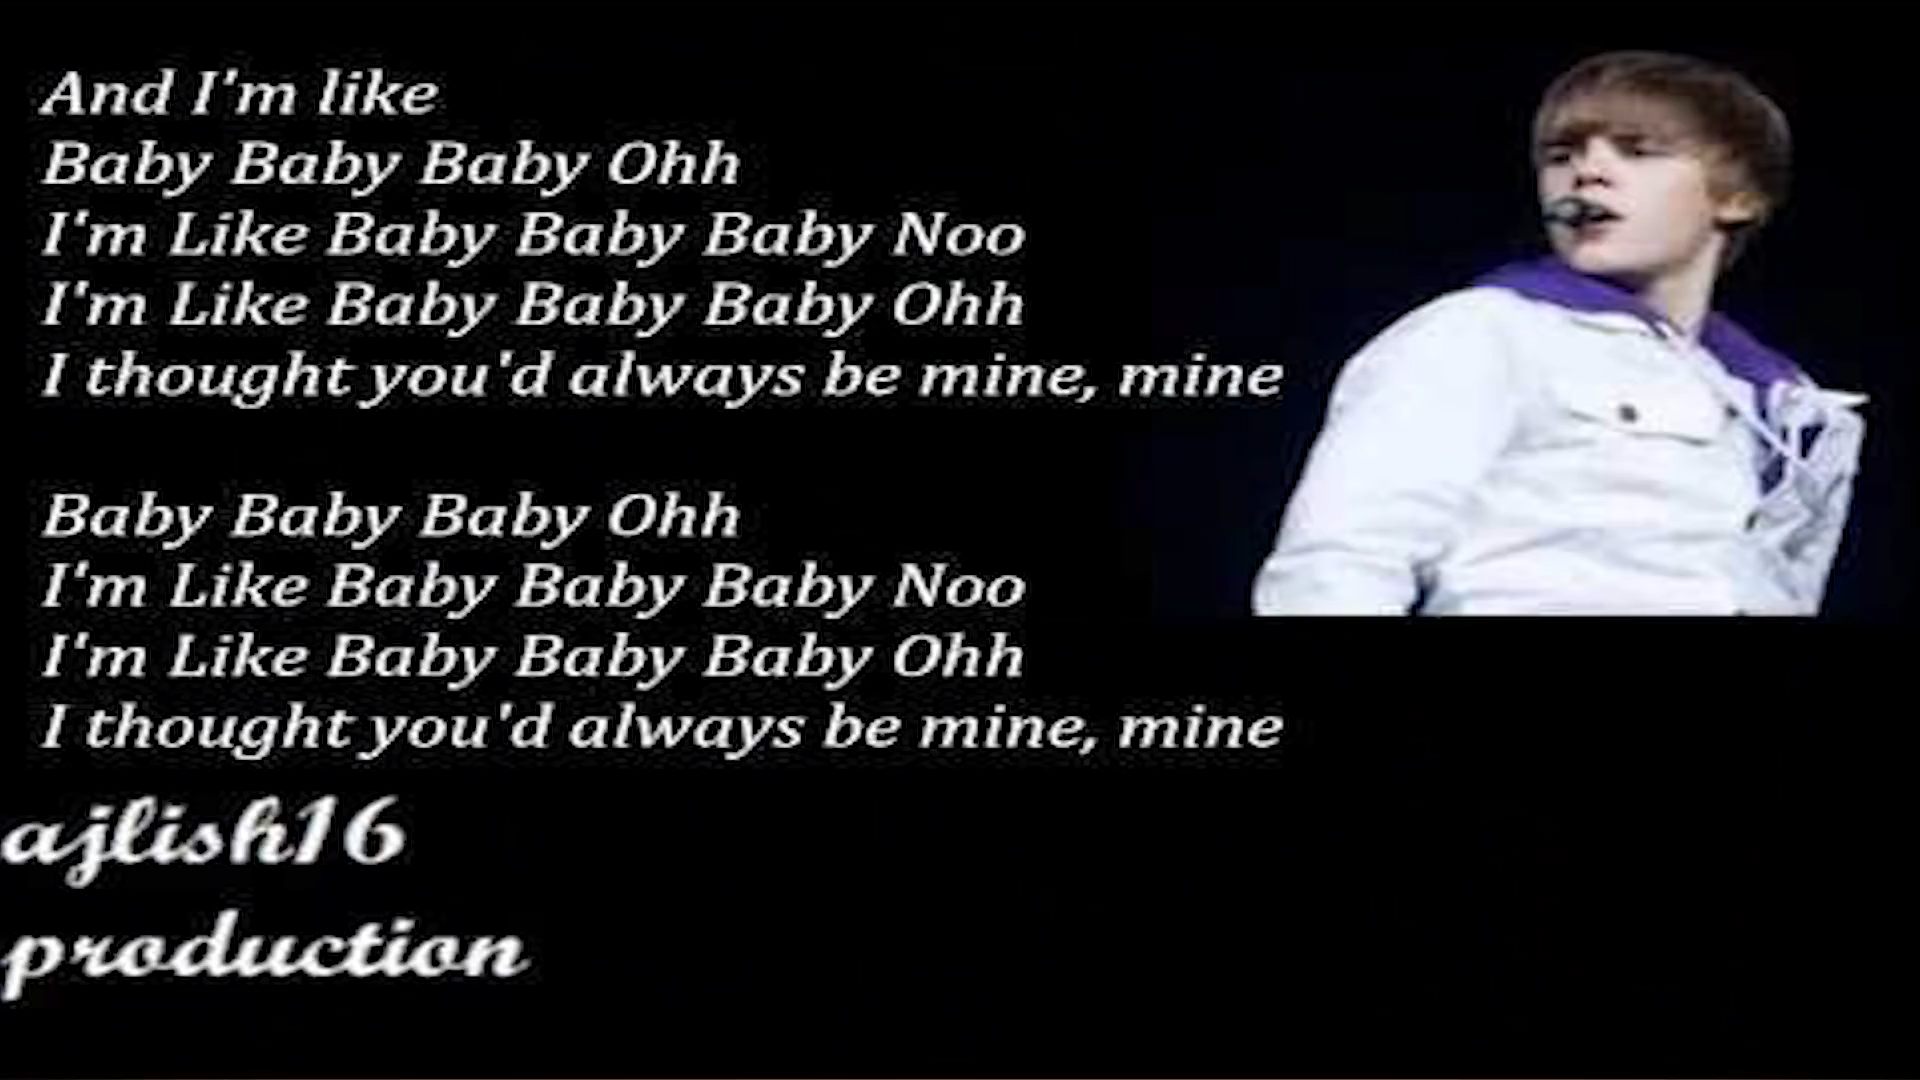 And I'm like
Baby Baby Baby Ohh
I'm Like Baby Baby Baby Noo
I'm Like Baby Baby Baby Ohh
I thought you'd always be mine, mine
Baby Baby Baby Ohh
I'm Like Baby Baby Baby Noo
I'm Like Baby Baby Baby Ohh
I thought you'd always be mine, mine
ajlish16
production